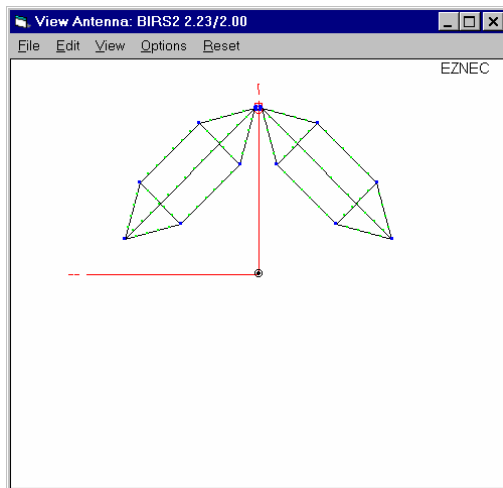 View Antenna: BIRS2 2.23/2.00
File Edit View Options Reset
EZNEC